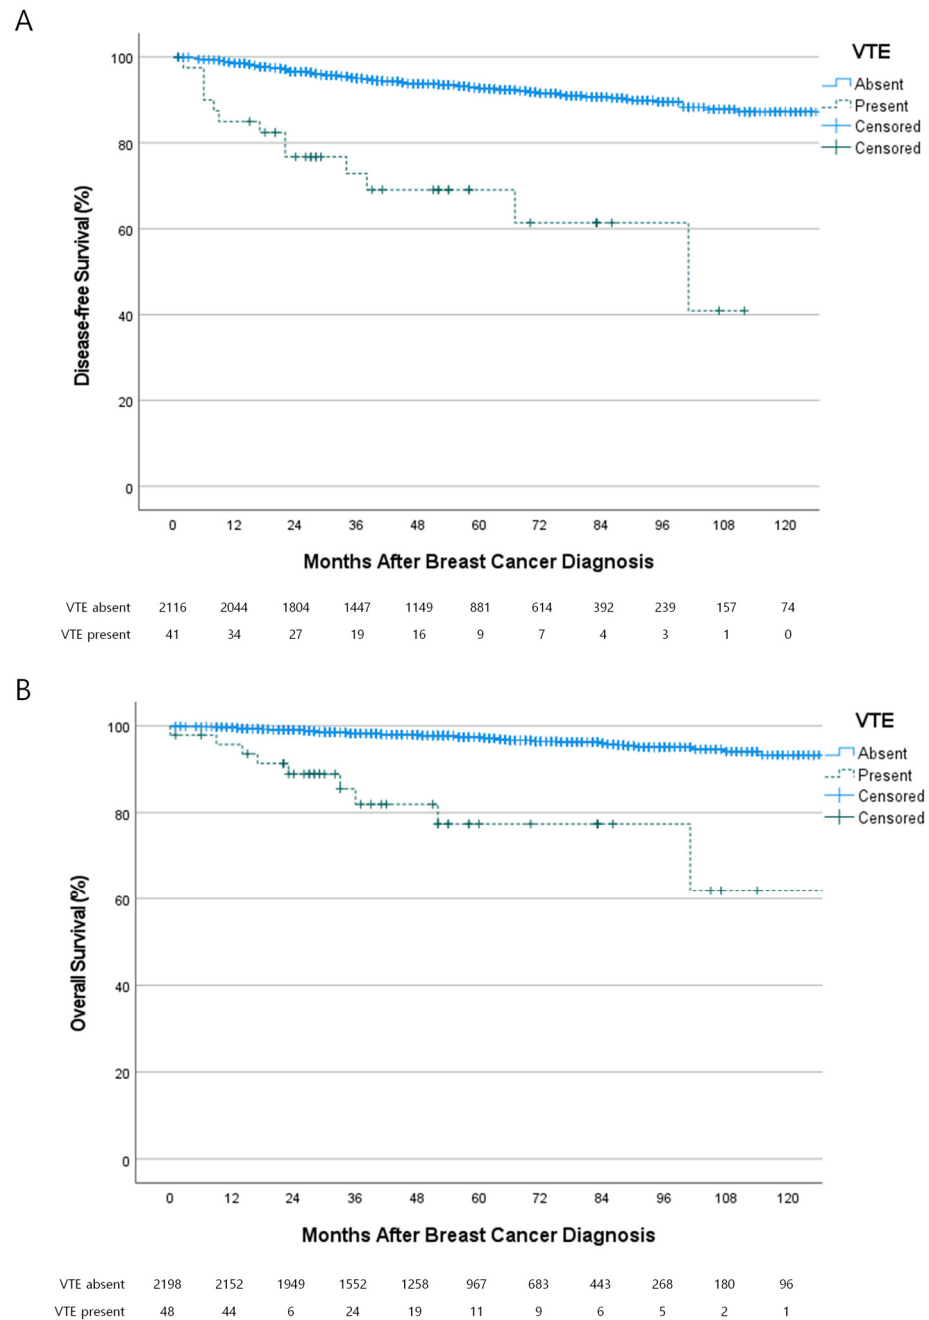 A
VTE
Absent
Present
Censored
Censored
100
80
60
40
20
0
Disease-free Survival (%)
0 12 24 36 48 60 72 84 96 108 120
Months After Breast Cancer Diagnosis
VTE absent 2116 2044 1804 1447 1149 881 614 392 239 157 74
VTE present 41 34 27 19 16 9 7 4 3 1 0
B
VTE
Absent
Present
Censored
Censored
100
80
60
40
20
0
Overall Survival (%)
0 12 24 36 48 60 72 84 96 108 120
Months After Breast Cancer Diagnosis
VTE absent 2198 2152 1949 1552 1258 967 683 443 268 180 96
VTE present 48 44 6 24 19 11 9 6 5 2 1